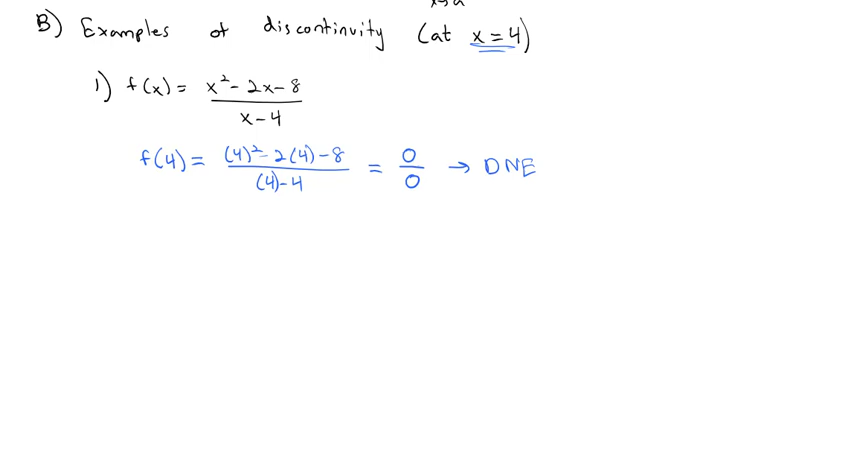 x→a
B) Examples of discontinuity (at x = 4)
1) f(x) = x² - 2x - 8 / x - 4
f(4) = (4)² - 2(4) - 8 / (4) - 4 = 0 / 0 → DNE